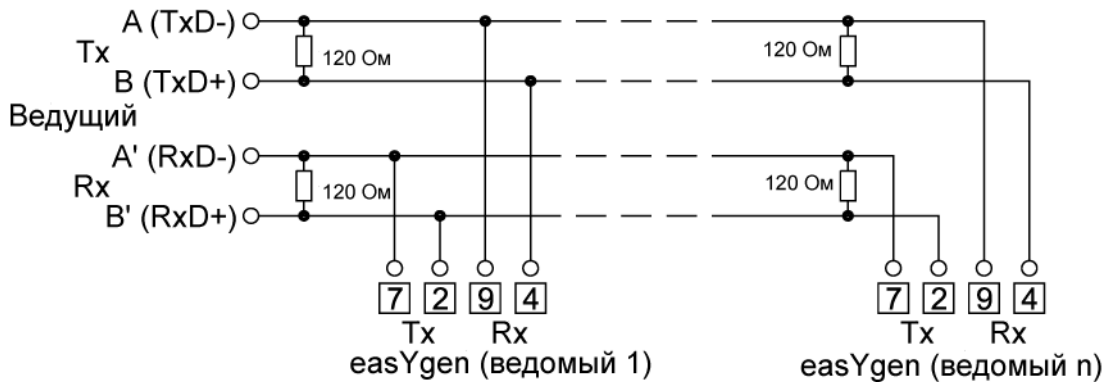 A (TxD-)
Tx
120 Ом
120 Ом
B (TxD+)
Ведущий
A' (RxD-)
Rx
120 Ом
120 Ом
B' (RxD+)
7 2 9 4
7 2 9 4
Tx Rx
Tx Rx
easYgen (ведомый 1)
easYgen (ведомый n)